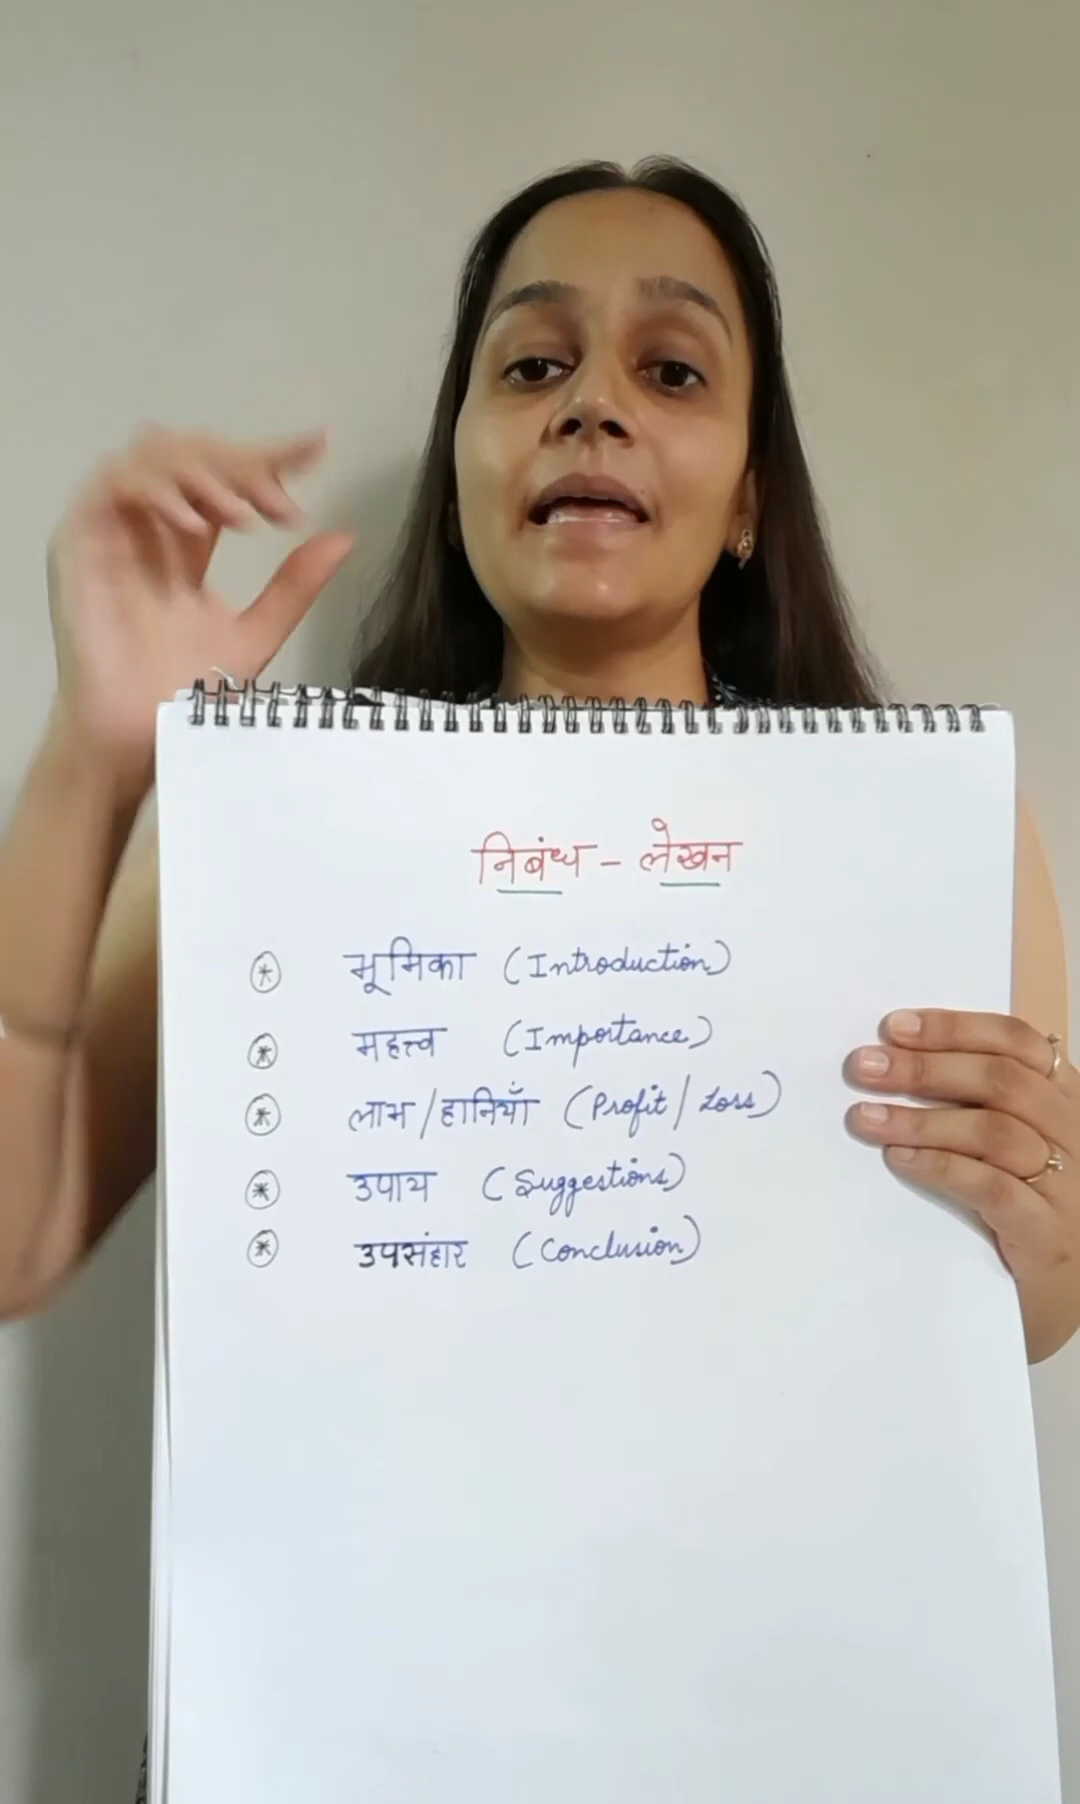 निबंध - लेखन
* भूमिका (Introduction)
* महत्त्व (Importance)
* लाभ/हानियाँ (Profit/Loss)
* उपाय (Suggestions)
* उपसंहार (Conclusion)